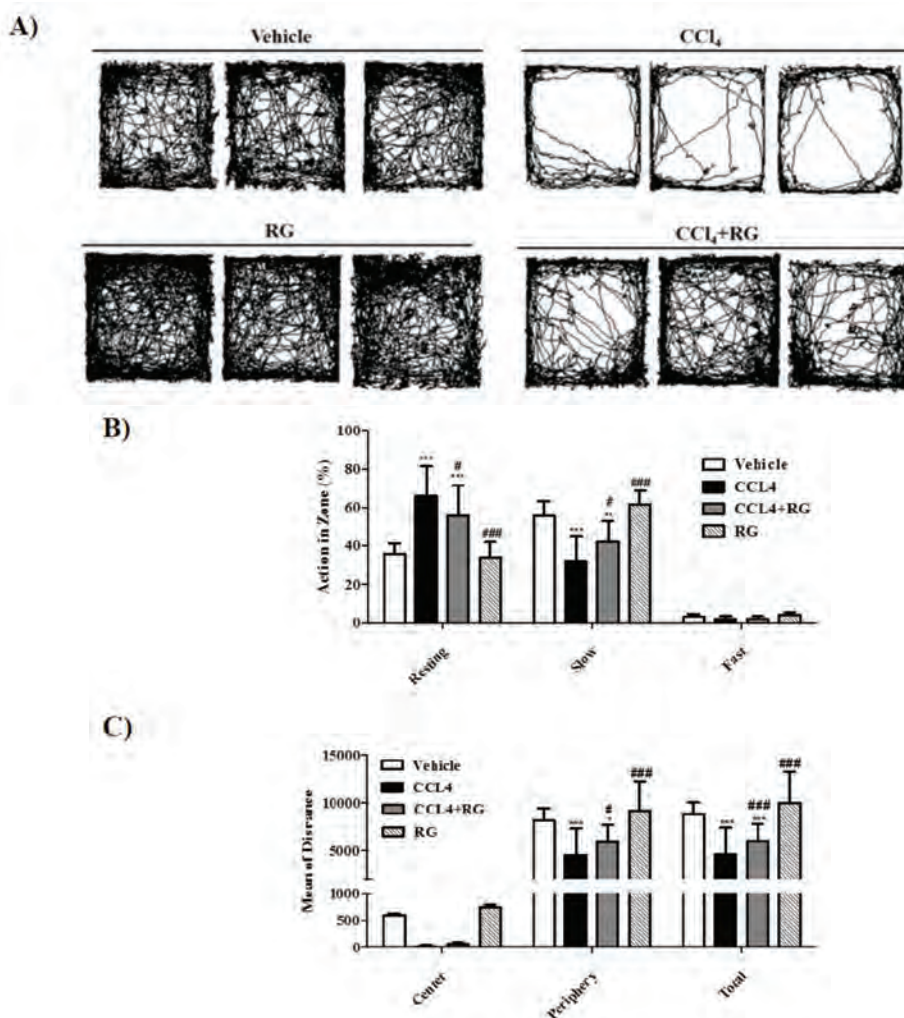 A)
Vehicle
CCl₄
RG
CCl₄+RG
B)
Action in Zone (%)
100
80
60
40
20
0
***
#
***
###
***
#
**
###
Vehicle
CCL4
CCL4+RG
RG
Resting
Slow
Fast
C)
Mean of Disrance
15000
10000
5000
1000
500
0
Vehicle
CCL4
CCL4+RG
RG
***
#
*
###
***
###
***
###
Center
Periphery
Total